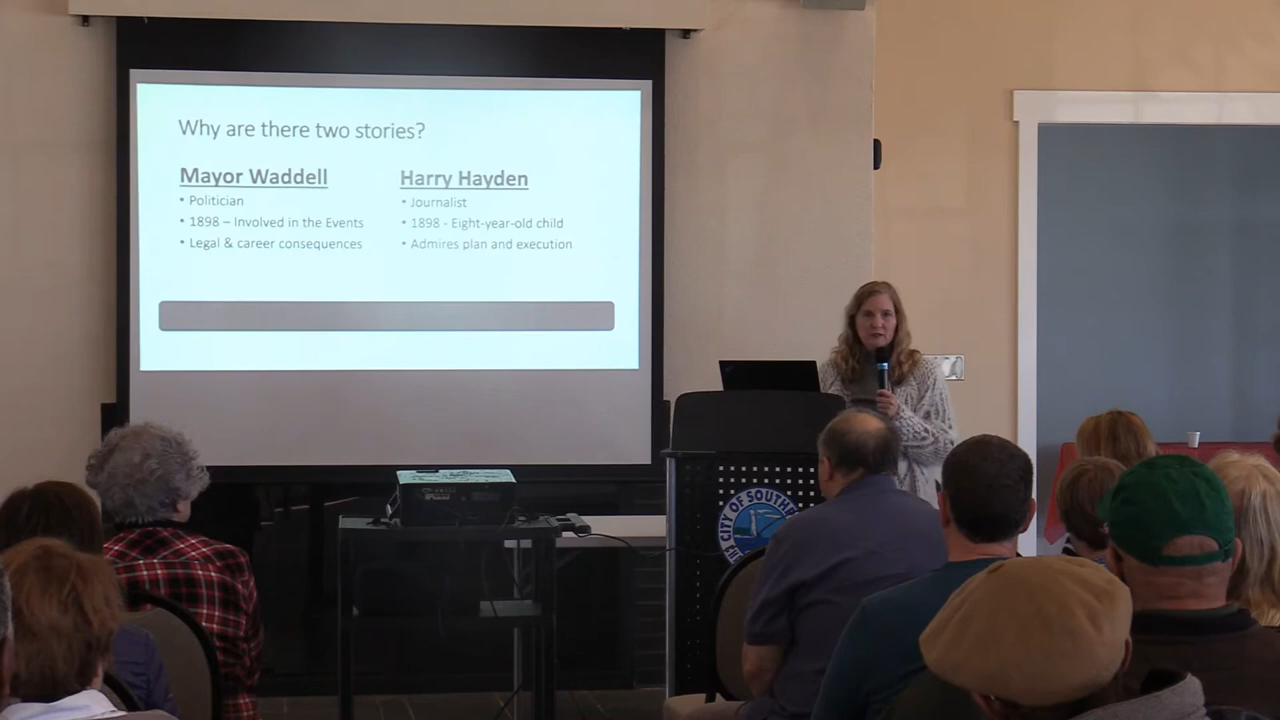 Why are there two stories?
Mayor Waddell
• Politician
• 1898 – Involved in the Events
• Legal & career consequences
Harry Hayden
• Journalist
• 1898 - Eight-year-old child
• Admires plan and execution
CITY OF